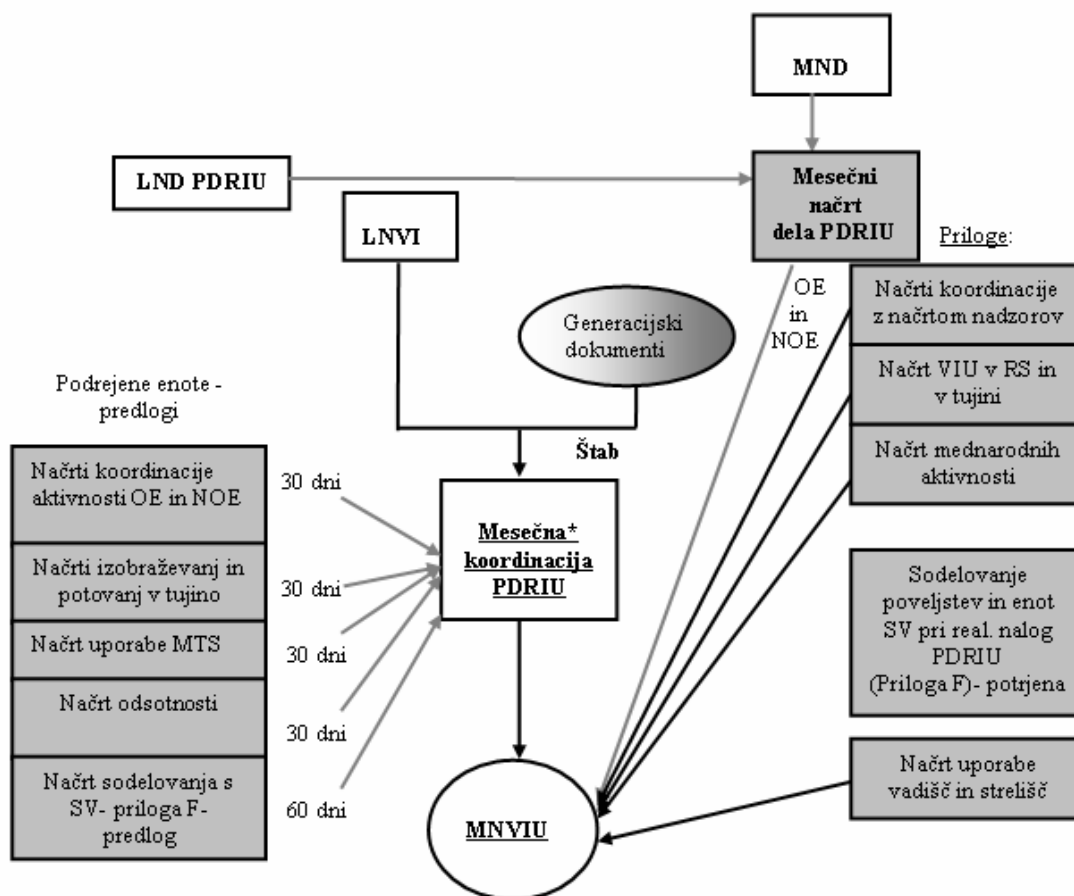 MND
LND PDRIU
Mesečni
načrt
dela PDRIU
LNVI
Priloge:
OE
in
NOE
Generacijski
dokumenti
Načrti koordinacije
z načrtom nadzorov
Načrt VIU v RS in
v tujini
Načrt mednarodnih
aktivnosti
Podrejene enote -
predlogi
Štab
Načrti koordinacije
aktivnosti OE in NOE
30 dni
Načrti izobraževanj in
potovanj v tujino
30 dni
Načrt uporabe MTS
30 dni
Načrt odsotnosti
30 dni
Načrt sodelovanja s
SV- priloga F-
predlog
60 dni
Mesečna*
koordinacija
PDRIU
Sodelovanje
poveljstev in enot
SV pri real. nalog
PDRIU
(Priloga F)- potrjena
Načrt uporabe
vadišč in strelišč
MNVIU